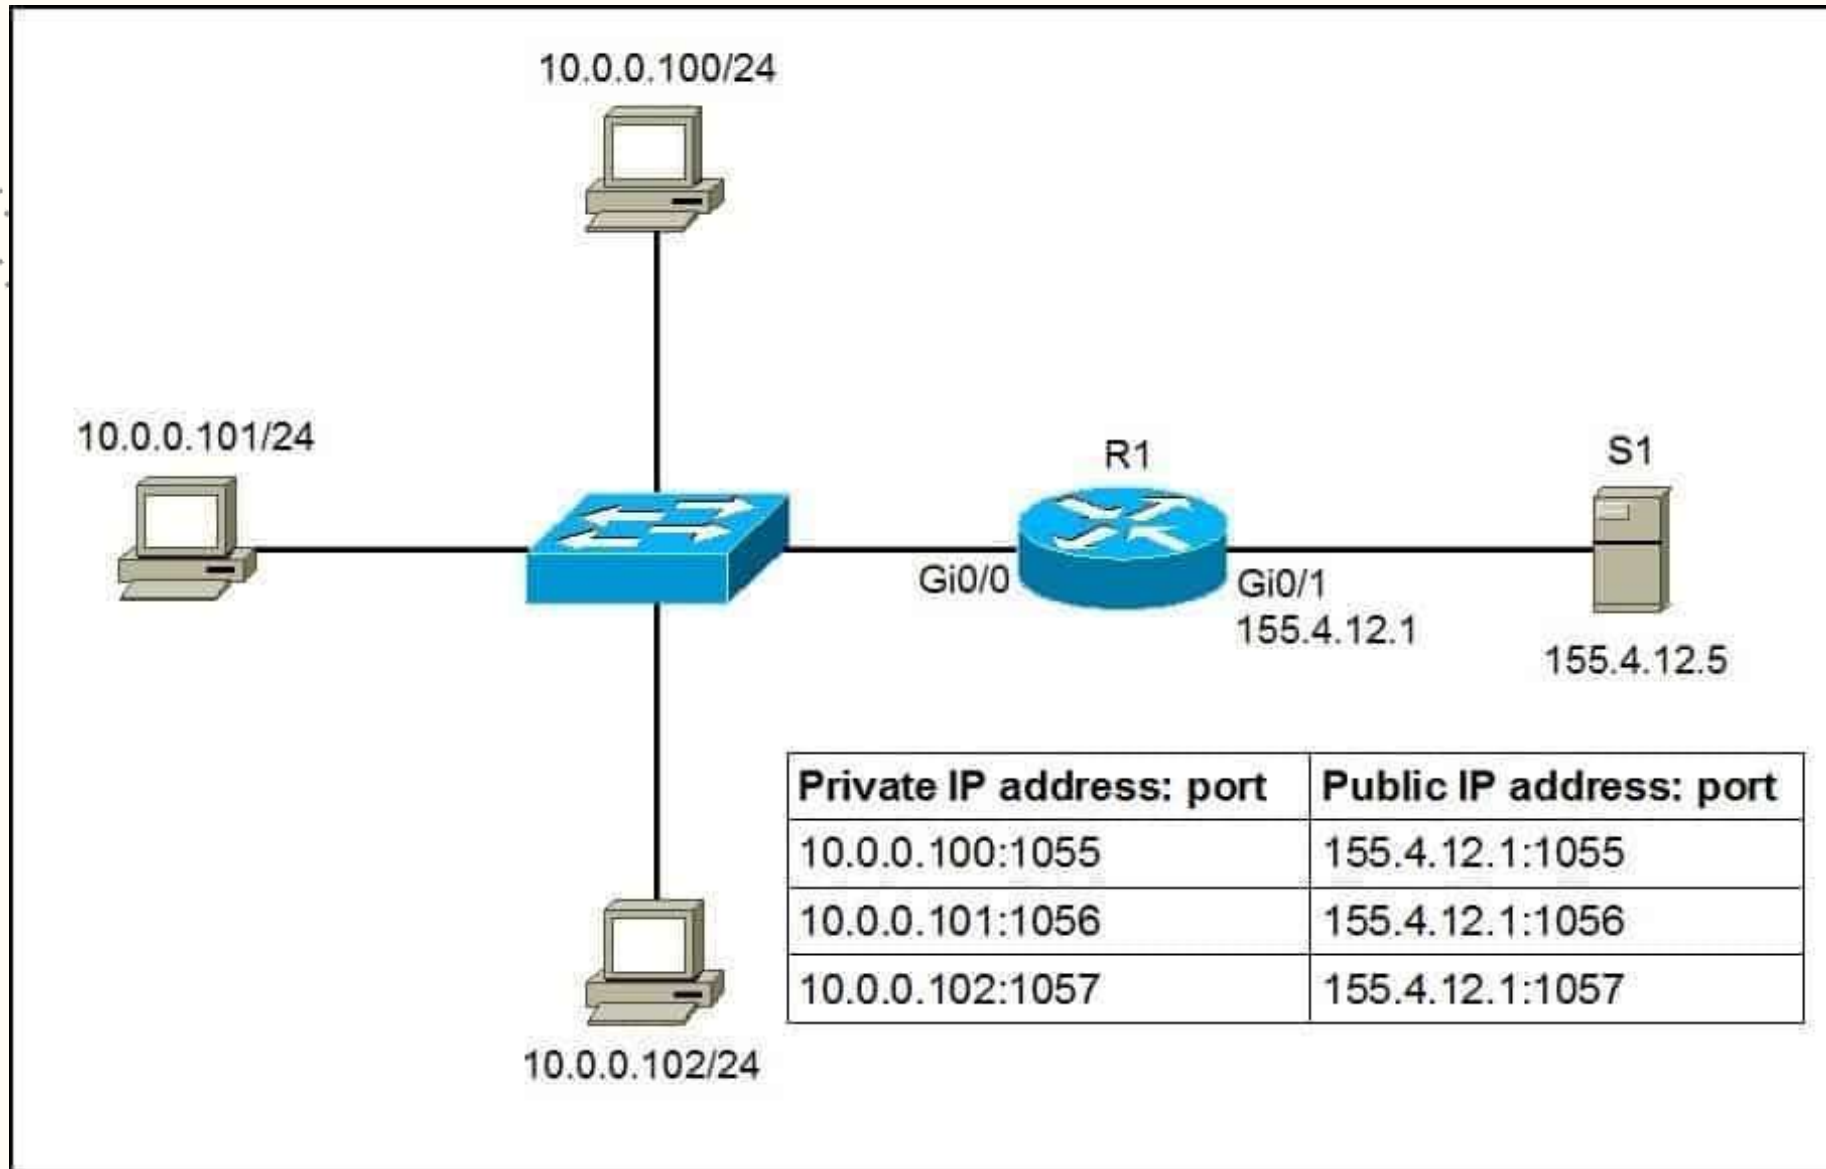 10.0.0.100/24
10.0.0.101/24
R1
S1
Gi0/0
Gi0/1
155.4.12.1
155.4.12.5
Private IP address: port Public IP address: port
10.0.0.100:1055 155.4.12.1:1055
10.0.0.101:1056 155.4.12.1:1056
10.0.0.102:1057 155.4.12.1:1057
10.0.0.102/24